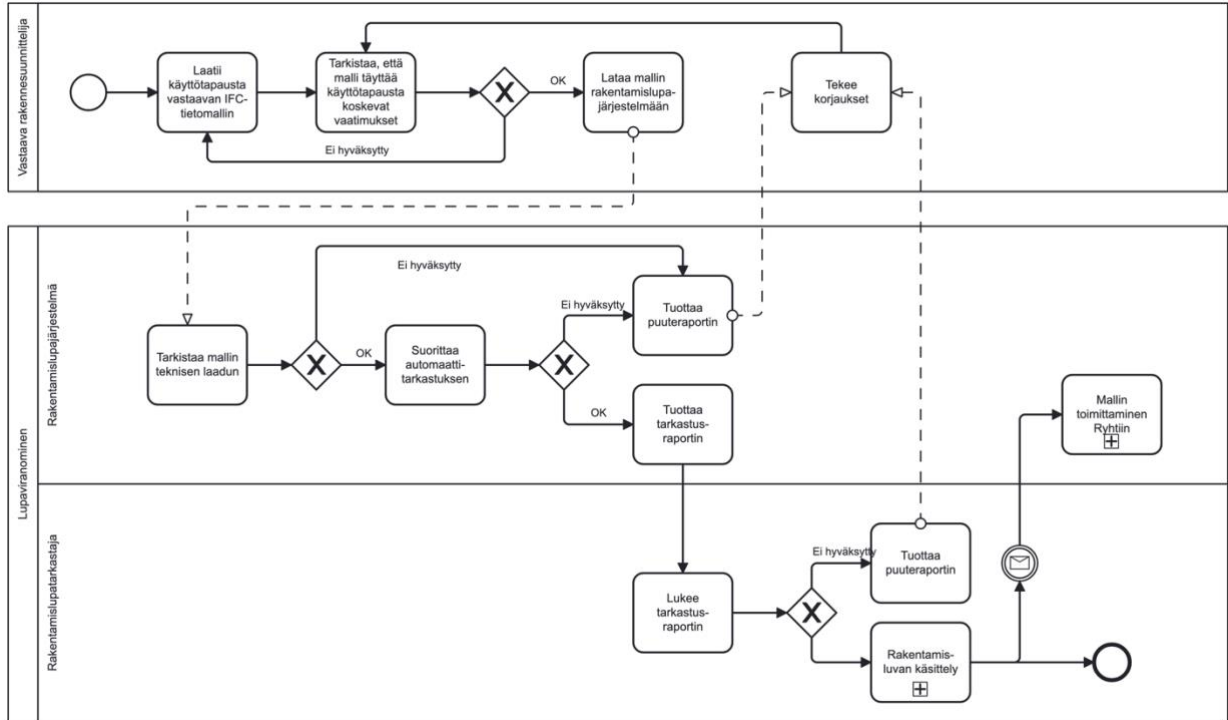 Vastaava rakennesuunnittelija
Laatii
käyttötapausta
vastaavan IFC-
tietomallin
Tarkistaa, että
malli täyttää
käyttötapausta
koskevat
vaatimukset
X
OK
Ei hyväksytty
Lataa mallin
rakentamislupa-
järjestelmään
Tekee
korjaukset
Lupaviranominen
Rakentamislupajärjestelmä
Tarkistaa mallin
teknisen laadun
X
Ei hyväksytty
OK
Suorittaa
automaatti-
tarkastuksen
X
Ei hyväksytty
OK
Tuottaa
puuteraportin
Tuottaa
tarkastus-
raportin
Mallin
toimittaminen
Ryhtiin
Rakentamislupatarkastaja
Lukee
tarkastus-
raportin
X
Ei hyväksytty
Tuottaa
puuteraportin
Rakentamis-
luvan käsittely